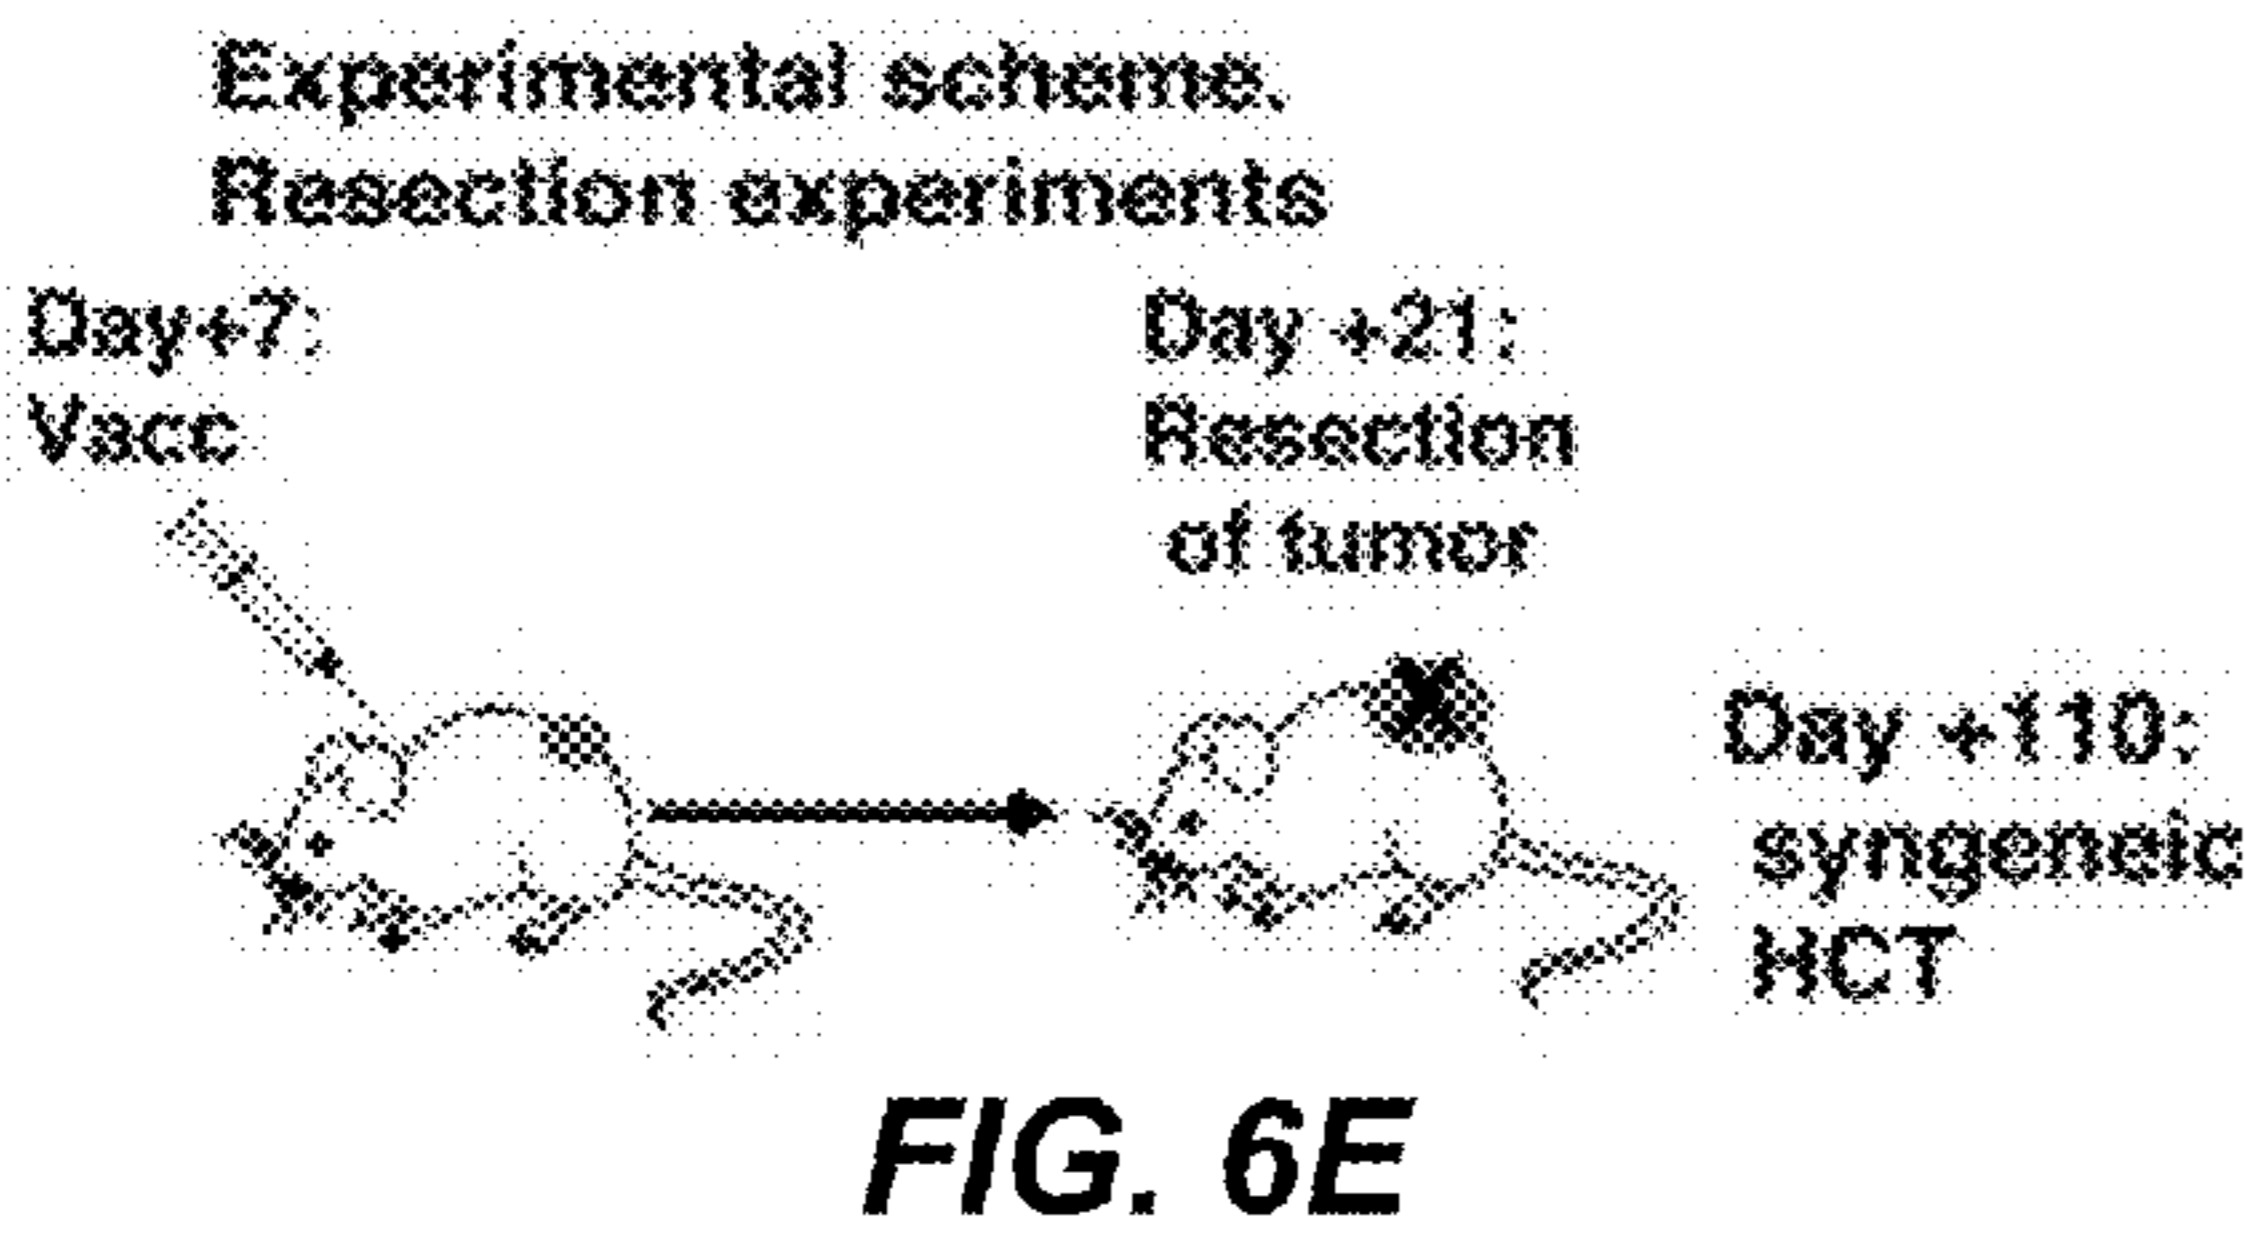 Experimental scheme.
Resection experiments
Day+7:
Vacc
Day +21:
Resection
of tumor
Day +110:
syngeneic
HCT
FIG. 6E